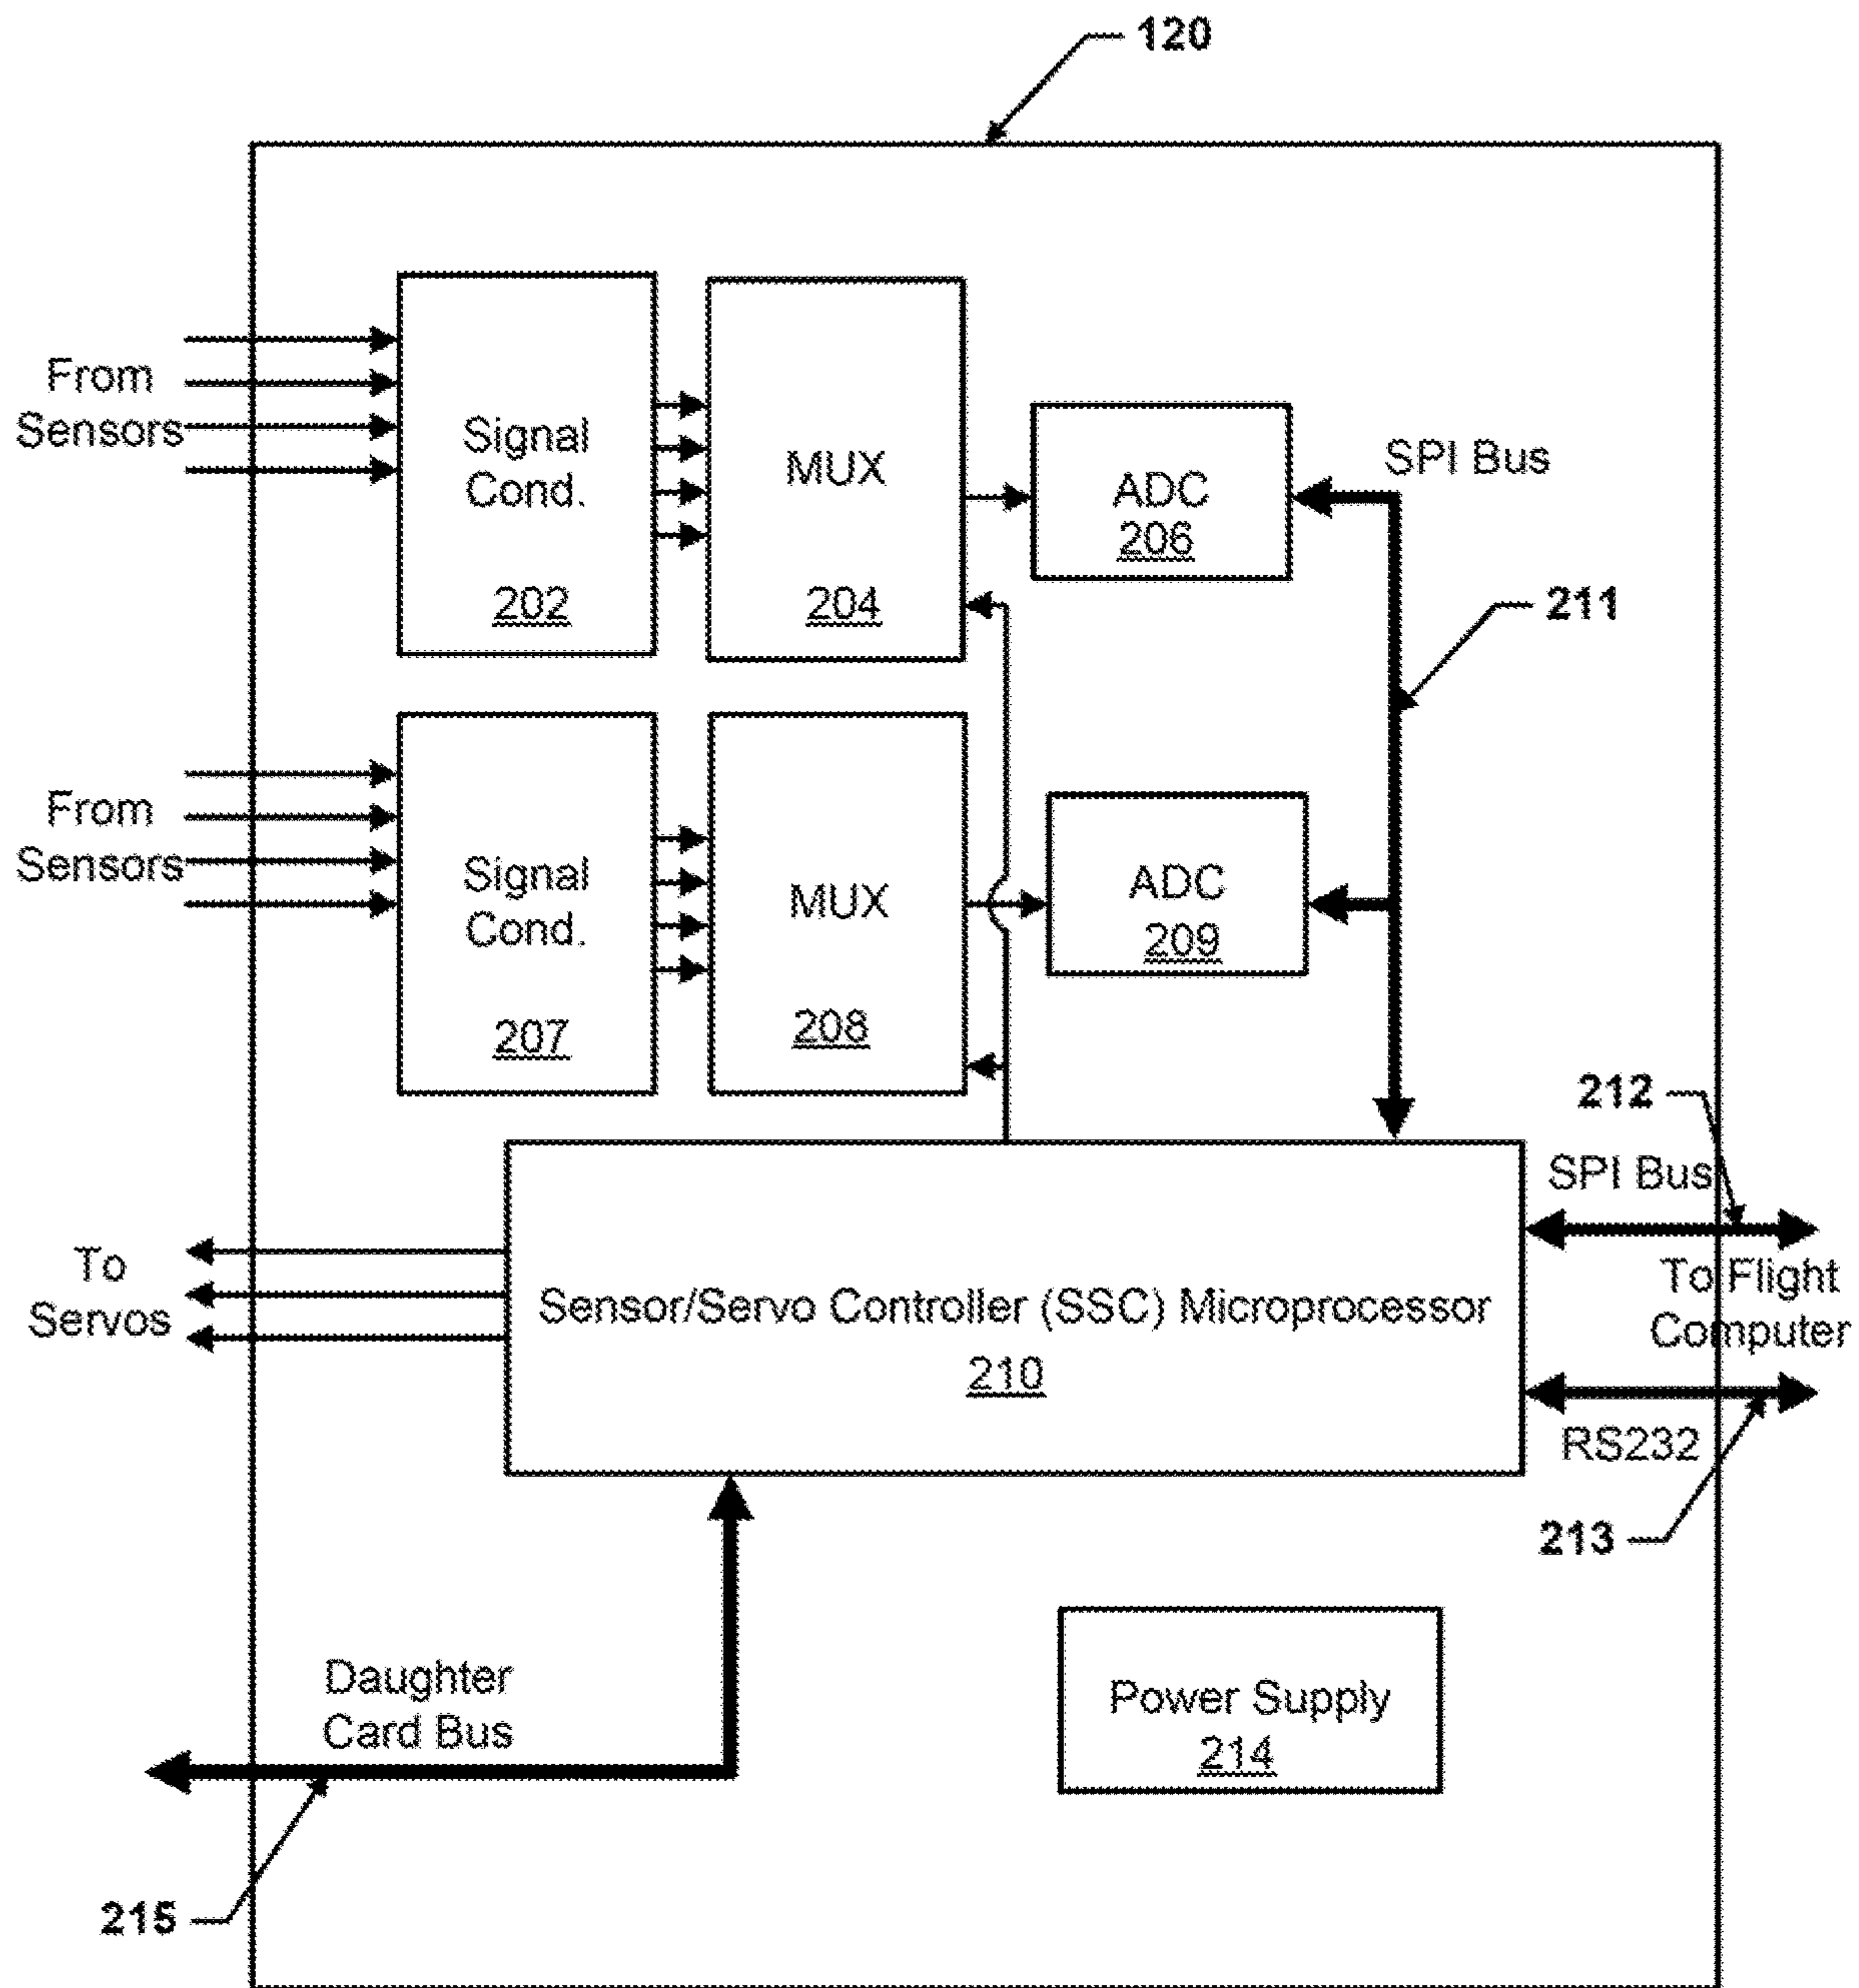 120
From
Sensors
Signal
Cond.
202
MUX
204
ADC
206
SPI Bus
211
From
Sensors
Signal
Cond.
207
MUX
208
ADC
209
212
SPI Bus
To
Servos
Sensor/Servo Controller (SSC) Microprocessor
210
To Flight
Computer
RS232
213
Daughter
Card Bus
Power Supply
214
215